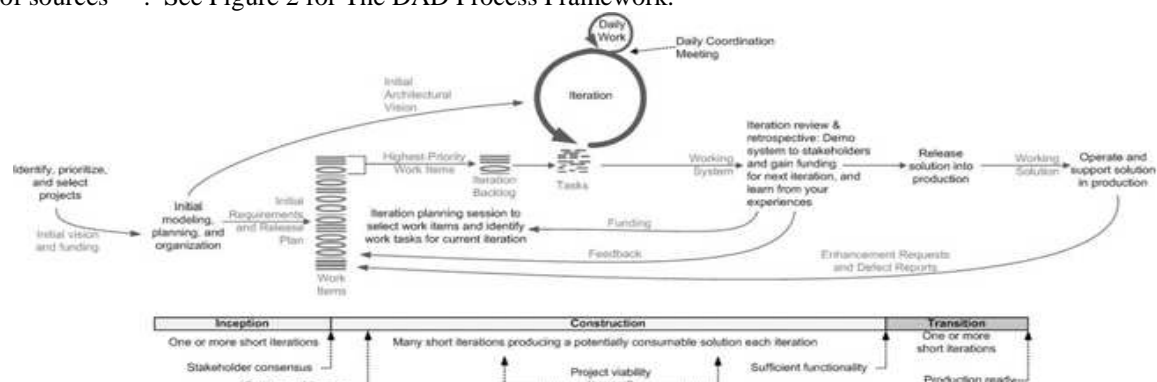 of sources . See Figure 2 for The DAD Process Framework.
Daily
Work
Daily Coordination
Meeting
Iteration
Initial
Architectural
Vision
Identify, prioritize,
and select
projects
Initial vision
and funding
Initial
modeling,
planning, and
organization
Initial
Requirements
and Release
Plan
Work
Items
Highest-Priority
Work Items
Iteration
Backlog
Tasks
Iteration planning session to
select work items and identify
work tasks for current iteration
Working
System
Iteration review &
retrospective: Demo
system to stakeholders
and gain funding
for next iteration, and
learn from your
experiences
Funding
Feedback
Release
solution into
production
Working
Solution
Operate and
support solution
in production
Enhancement Requests
and Defect Reports
Inception
Construction
Transition
One or more short iterations
Many short iterations producing a potentially consumable solution each iteration
One or more
short iterations
Stakeholder consensus
Project viability
Sufficient functionality
Production ready